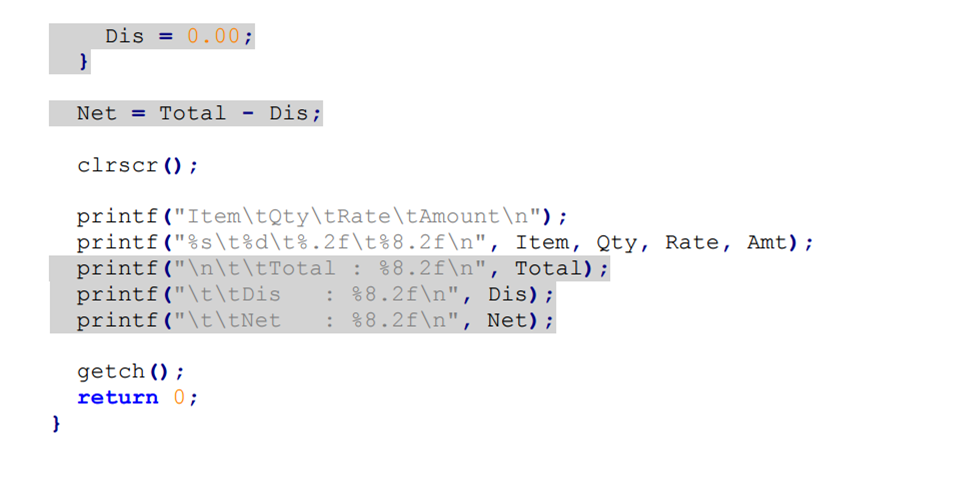 Dis = 0.00;
}
Net = Total - Dis;
clrscr();
printf("Item\tQty\tRate\tAmount\n");
printf("%s\t%d\t%.2f\t%8.2f\n", Item, Qty, Rate, Amt);
printf("\n\t\tTotal : %8.2f\n", Total);
printf("\t\tDis   : %8.2f\n", Dis);
printf("\t\tNet   : %8.2f\n", Net);
getch();
return 0;
}